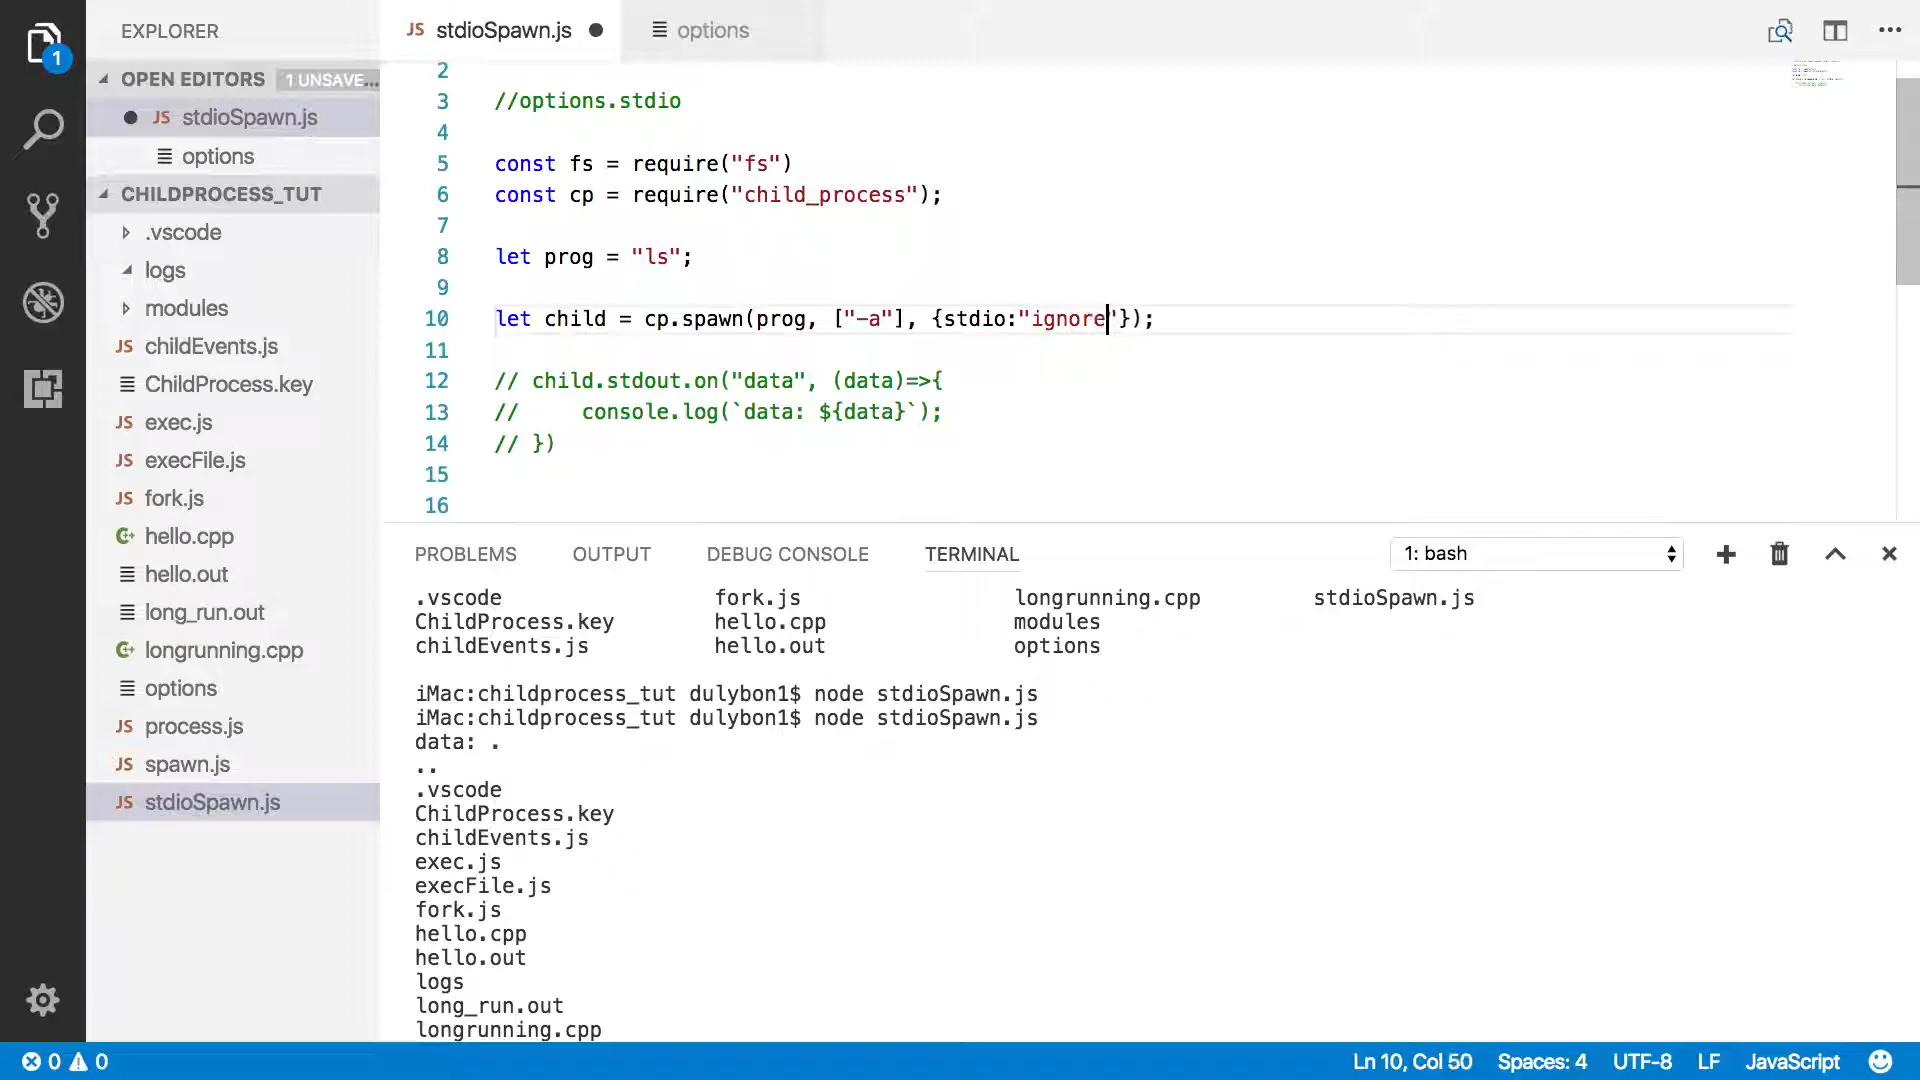 EXPLORER
OPEN EDITORS 1 UNSAVE...
JS stdioSpawn.js
options
CHILDPROCESS_TUT
.vscode
logs
modules
JS childEvents.js
ChildProcess.key
JS exec.js
JS execFile.js
JS fork.js
hello.cpp
hello.out
long_run.out
longrunning.cpp
options
JS process.js
JS spawn.js
JS stdioSpawn.js
1
JS stdioSpawn.js options
2
3 //options.stdio
4
5 const fs = require("fs")
6 const cp = require("child_process");
7
8 let prog = "ls";
9
10 let child = cp.spawn(prog, ["-a"], {stdio:"ignore"});
11
12 // child.stdout.on("data", (data)=>{
13 //     console.log(`data: ${data}`);
14 // })
15
16
PROBLEMS OUTPUT DEBUG CONSOLE TERMINAL 1: bash
.vscode fork.js longrunning.cpp stdioSpawn.js
ChildProcess.key hello.cpp modules
childEvents.js hello.out options
iMac:childprocess_tut dulybon1$ node stdioSpawn.js
iMac:childprocess_tut dulybon1$ node stdioSpawn.js
data: .
..
.vscode
ChildProcess.key
childEvents.js
exec.js
execFile.js
fork.js
hello.cpp
hello.out
logs
long_run.out
longrunning.cpp
0 0 Ln 10, Col 50 Spaces: 4 UTF-8 LF JavaScript